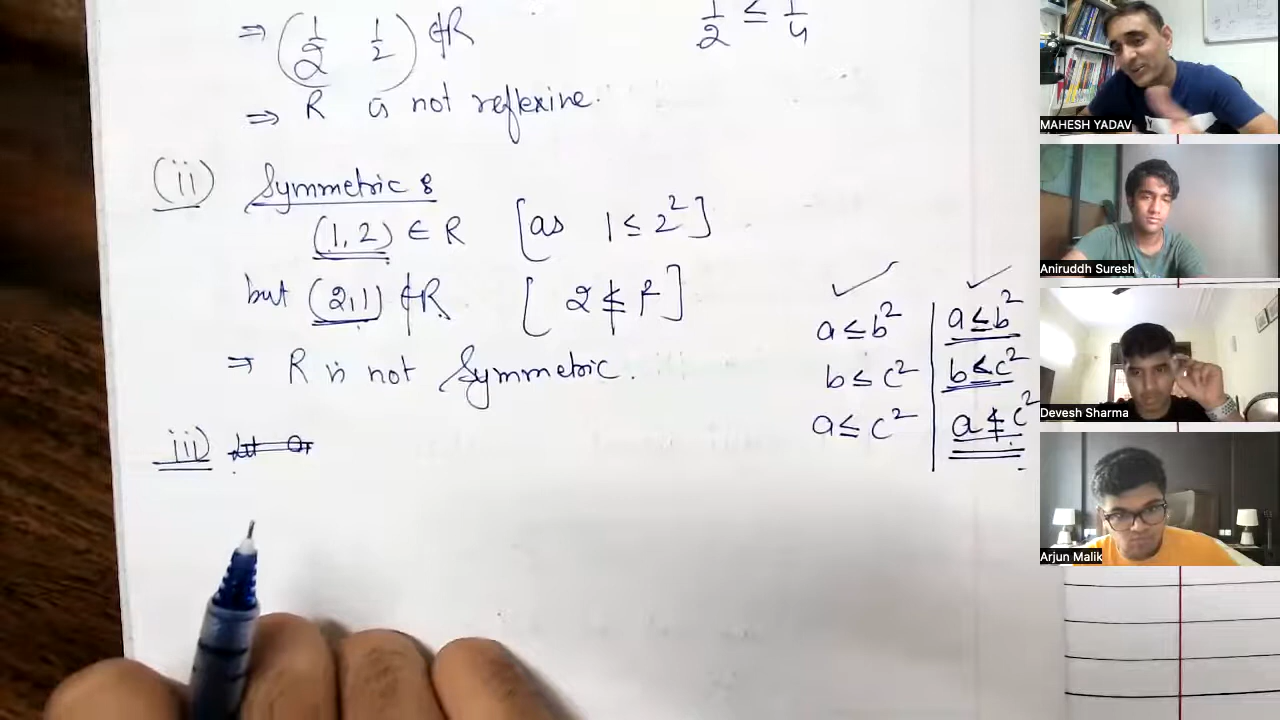 ⇒ (1/2 1/2) ∉ R
1/2 ≤ 1/4
⇒ R is not reflexive.
(ii) Symmetric :
(1, 2) ∈ R [as 1 ≤ 2²]
but (2,1) ∉ R [2 ≰ 1²]
⇒ R is not Symmetric.
iii)
a ≤ b²
b ≤ c²
a ≤ c²
a ≤ b²
b ≤ c²
a ≰ c²
MAHESH YADAV
Aniruddh Suresh
Devesh Sharma
Arjun Malik